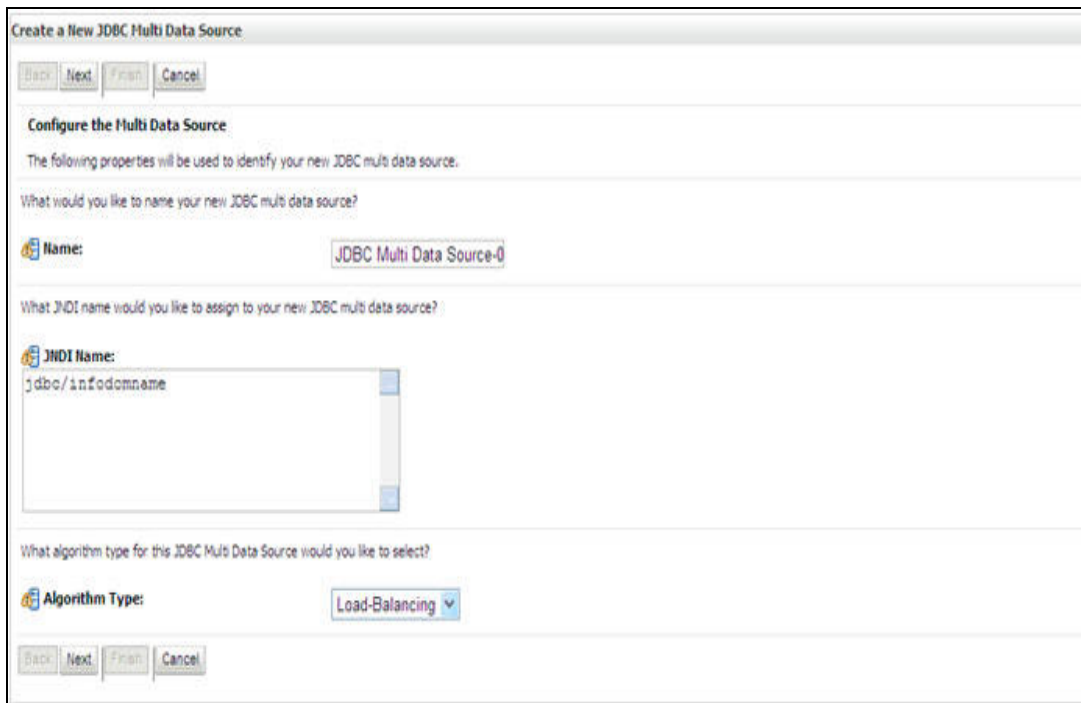 Create a New JDBC Multi Data Source
Back Next Finish Cancel
Configure the Multi Data Source
The following properties will be used to identify your new JDBC multi data source.
What would you like to name your new JDBC multi data source?
Name: JDBC Multi Data Source-0
What JNDI name would you like to assign to your new JDBC multi data source?
JNDI Name:
jdbc/infodomname
What algorithm type for this JDBC Multi Data Source would you like to select?
Algorithm Type: Load-Balancing
Back Next Finish Cancel